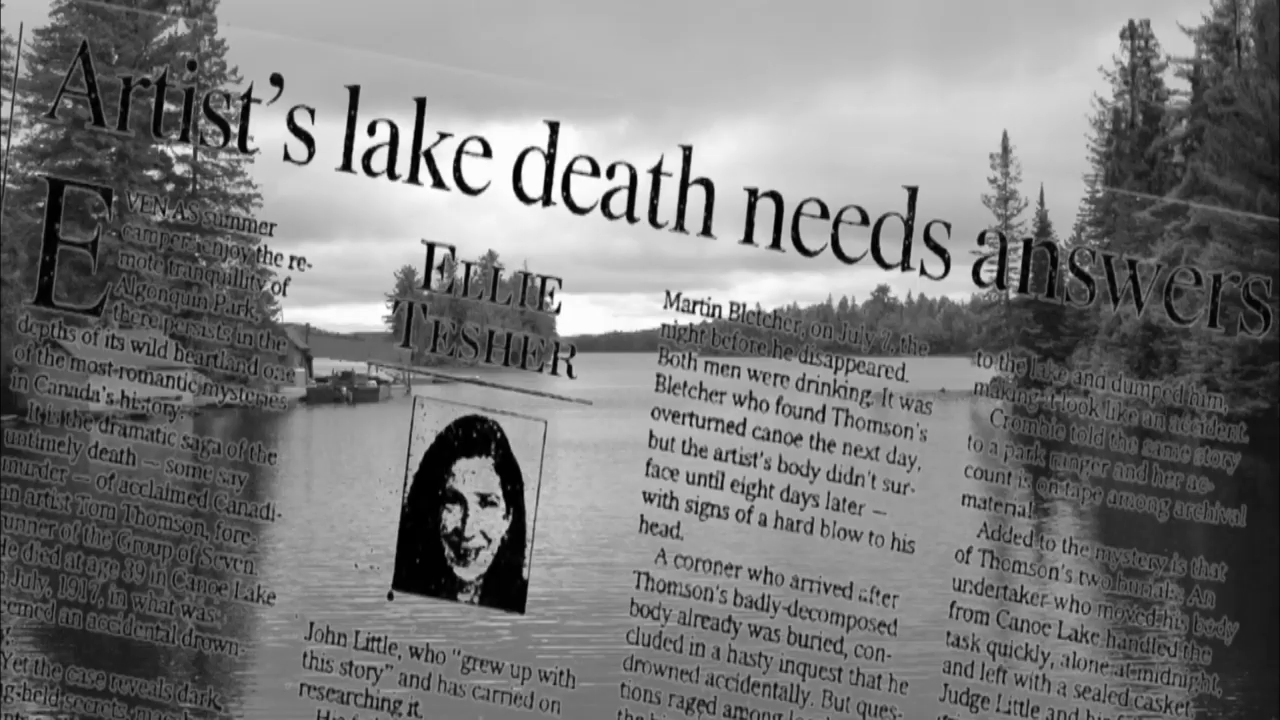 Artist's lake death needs answers
EVEN AS summer
campers enjoy the re-
mote tranquillity of
Algonquin Park,
there persists in the
depths of its wild heartland one
of the most romantic mysteries
in Canada's history.
It is the dramatic saga of the
untimely death — some say
murder — of acclaimed Canadi-
an artist Tom Thomson, fore-
unner of the Group of Seven.
He died at age 39 in Canoe Lake
July, 1917, in what was
emed an accidental drown-
Yet the case reveals dark,
g-held secrets,
ELLIE
TESHER
John Little, who "grew up with
this story" and has carried on
researching it.
Martin Bletcher, on July 7, the
night before he disappeared.
Both men were drinking. It was
Bletcher who found Thomson's
overturned canoe the next day,
but the artist's body didn't sur-
face until eight days later —
with signs of a hard blow to his
head.
A coroner who arrived after
Thomson's badly-decomposed
body already was buried, con-
cluded in a hasty inquest that he
drowned accidentally. But ques-
tions raged among
to the lake and dumped him,
making it look like an accident.
Crombie told the same story
to a park ranger and her ac-
count is on tape among archival
material.
Added to the mystery is that
of Thomson's two burials. An
undertaker who moved his body
from Canoe Lake handled the
task quickly, alone at midnight,
and left with a sealed casket
Judge Little and